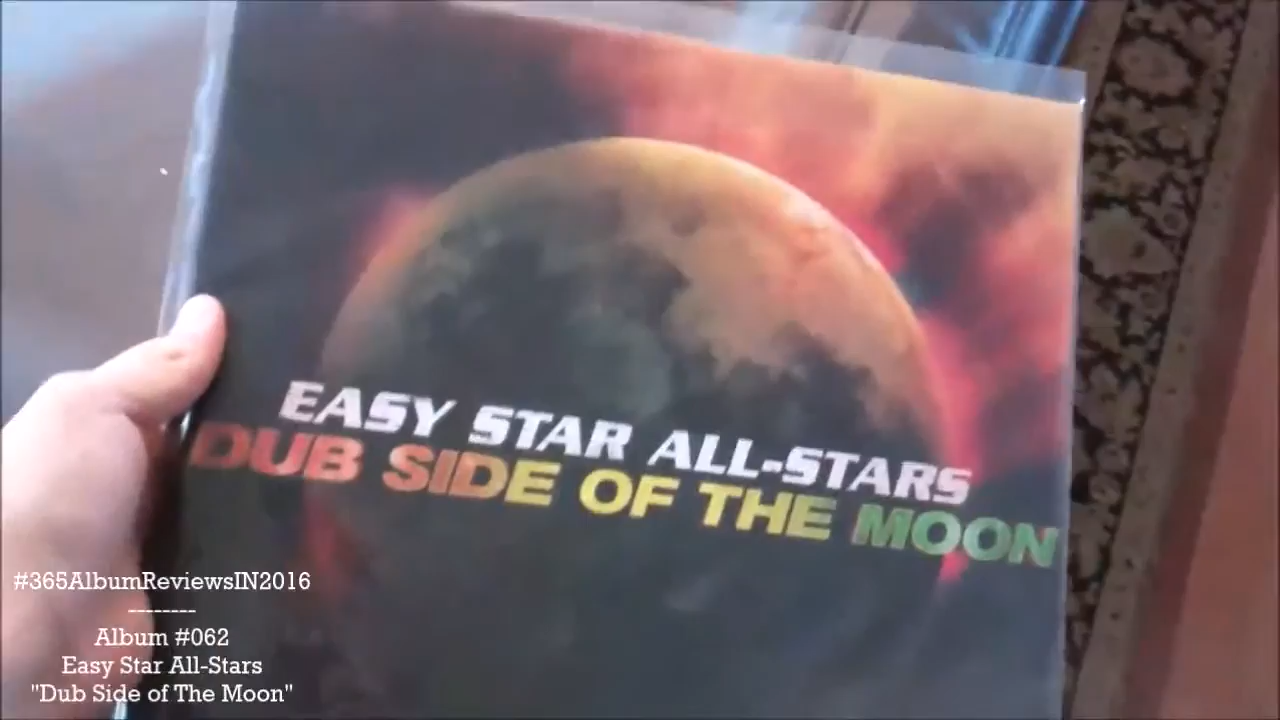 EASY STAR ALL-STARS
DUB SIDE OF THE MOON
#365AlbumReviewsIN2016
--------
Album #062
Easy Star All-Stars
"Dub Side of The Moon"